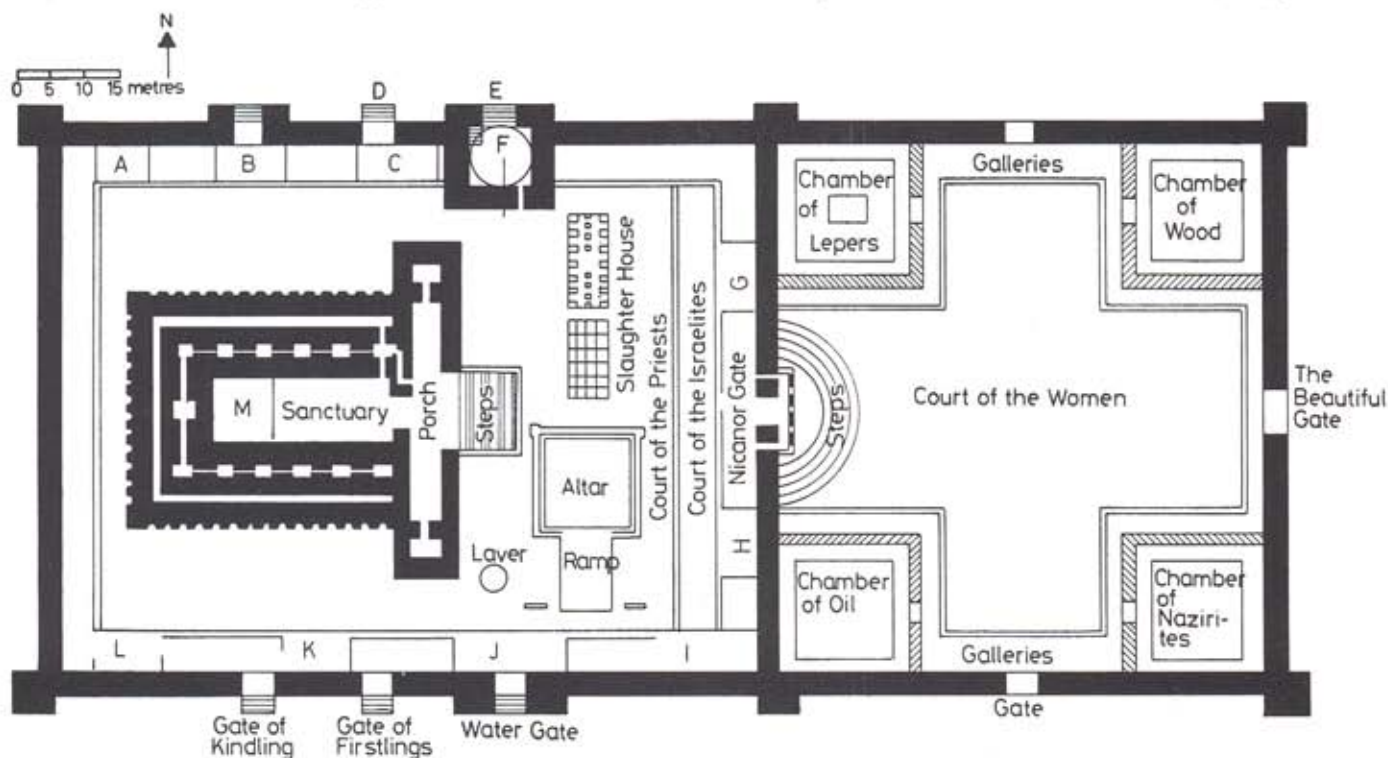 N
0 5 10 15 metres
D
E
F
A
B
C
Galleries
Chamber
of
Lepers
Chamber
of
Wood
Slaughter House
G
Court of the Priests
Court of the Israelites
Nicanor Gate
M
Sanctuary
Porch
Steps
Steps
Court of the Women
The
Beautiful
Gate
Altar
H
Laver
Ramp
Chamber
of Oil
Chamber
of
Naziri-
tes
L
K
J
I
Galleries
Gate of
Kindling
Gate of
Firstlings
Water Gate
Gate